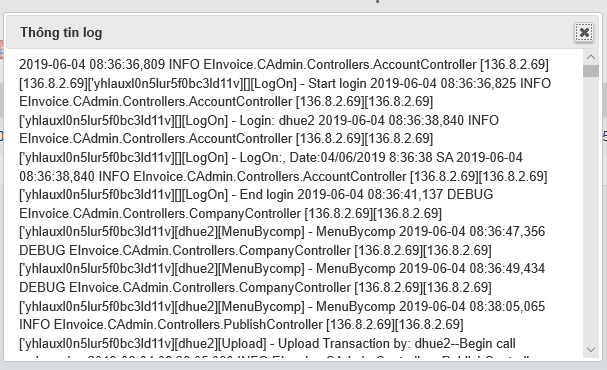 Thông tin log
2019-06-04 08:36:36,809 INFO EInvoice.CAdmin.Controllers.AccountController [136.8.2.69]
[136.8.2.69]['yhlauxl0n5lur5f0bc3ld11v][][LogOn] - Start login 2019-06-04 08:36:36,825 INFO
EInvoice.CAdmin.Controllers.AccountController [136.8.2.69][136.8.2.69]
['yhlauxl0n5lur5f0bc3ld11v][][LogOn] - Login: dhue2 2019-06-04 08:36:38,840 INFO
EInvoice.CAdmin.Controllers.AccountController [136.8.2.69][136.8.2.69]
['yhlauxl0n5lur5f0bc3ld11v][][LogOn] - LogOn:, Date:04/06/2019 8:36:38 SA 2019-06-04
08:36:38,840 INFO EInvoice.CAdmin.Controllers.AccountController [136.8.2.69][136.8.2.69]
['yhlauxl0n5lur5f0bc3ld11v][][LogOn] - End login 2019-06-04 08:36:41,137 DEBUG
EInvoice.CAdmin.Controllers.CompanyController [136.8.2.69][136.8.2.69]
['yhlauxl0n5lur5f0bc3ld11v][dhue2][MenuBycomp] - MenuBycomp 2019-06-04 08:36:47,356
DEBUG EInvoice.CAdmin.Controllers.CompanyController [136.8.2.69][136.8.2.69]
['yhlauxl0n5lur5f0bc3ld11v][dhue2][MenuBycomp] - MenuBycomp 2019-06-04 08:36:49,434
DEBUG EInvoice.CAdmin.Controllers.CompanyController [136.8.2.69][136.8.2.69]
['yhlauxl0n5lur5f0bc3ld11v][dhue2][MenuBycomp] - MenuBycomp 2019-06-04 08:38:05,065
INFO EInvoice.CAdmin.Controllers.PublishController [136.8.2.69][136.8.2.69]
['yhlauxl0n5lur5f0bc3ld11v][dhue2][Upload] - Upload Transaction by: dhue2--Begin call